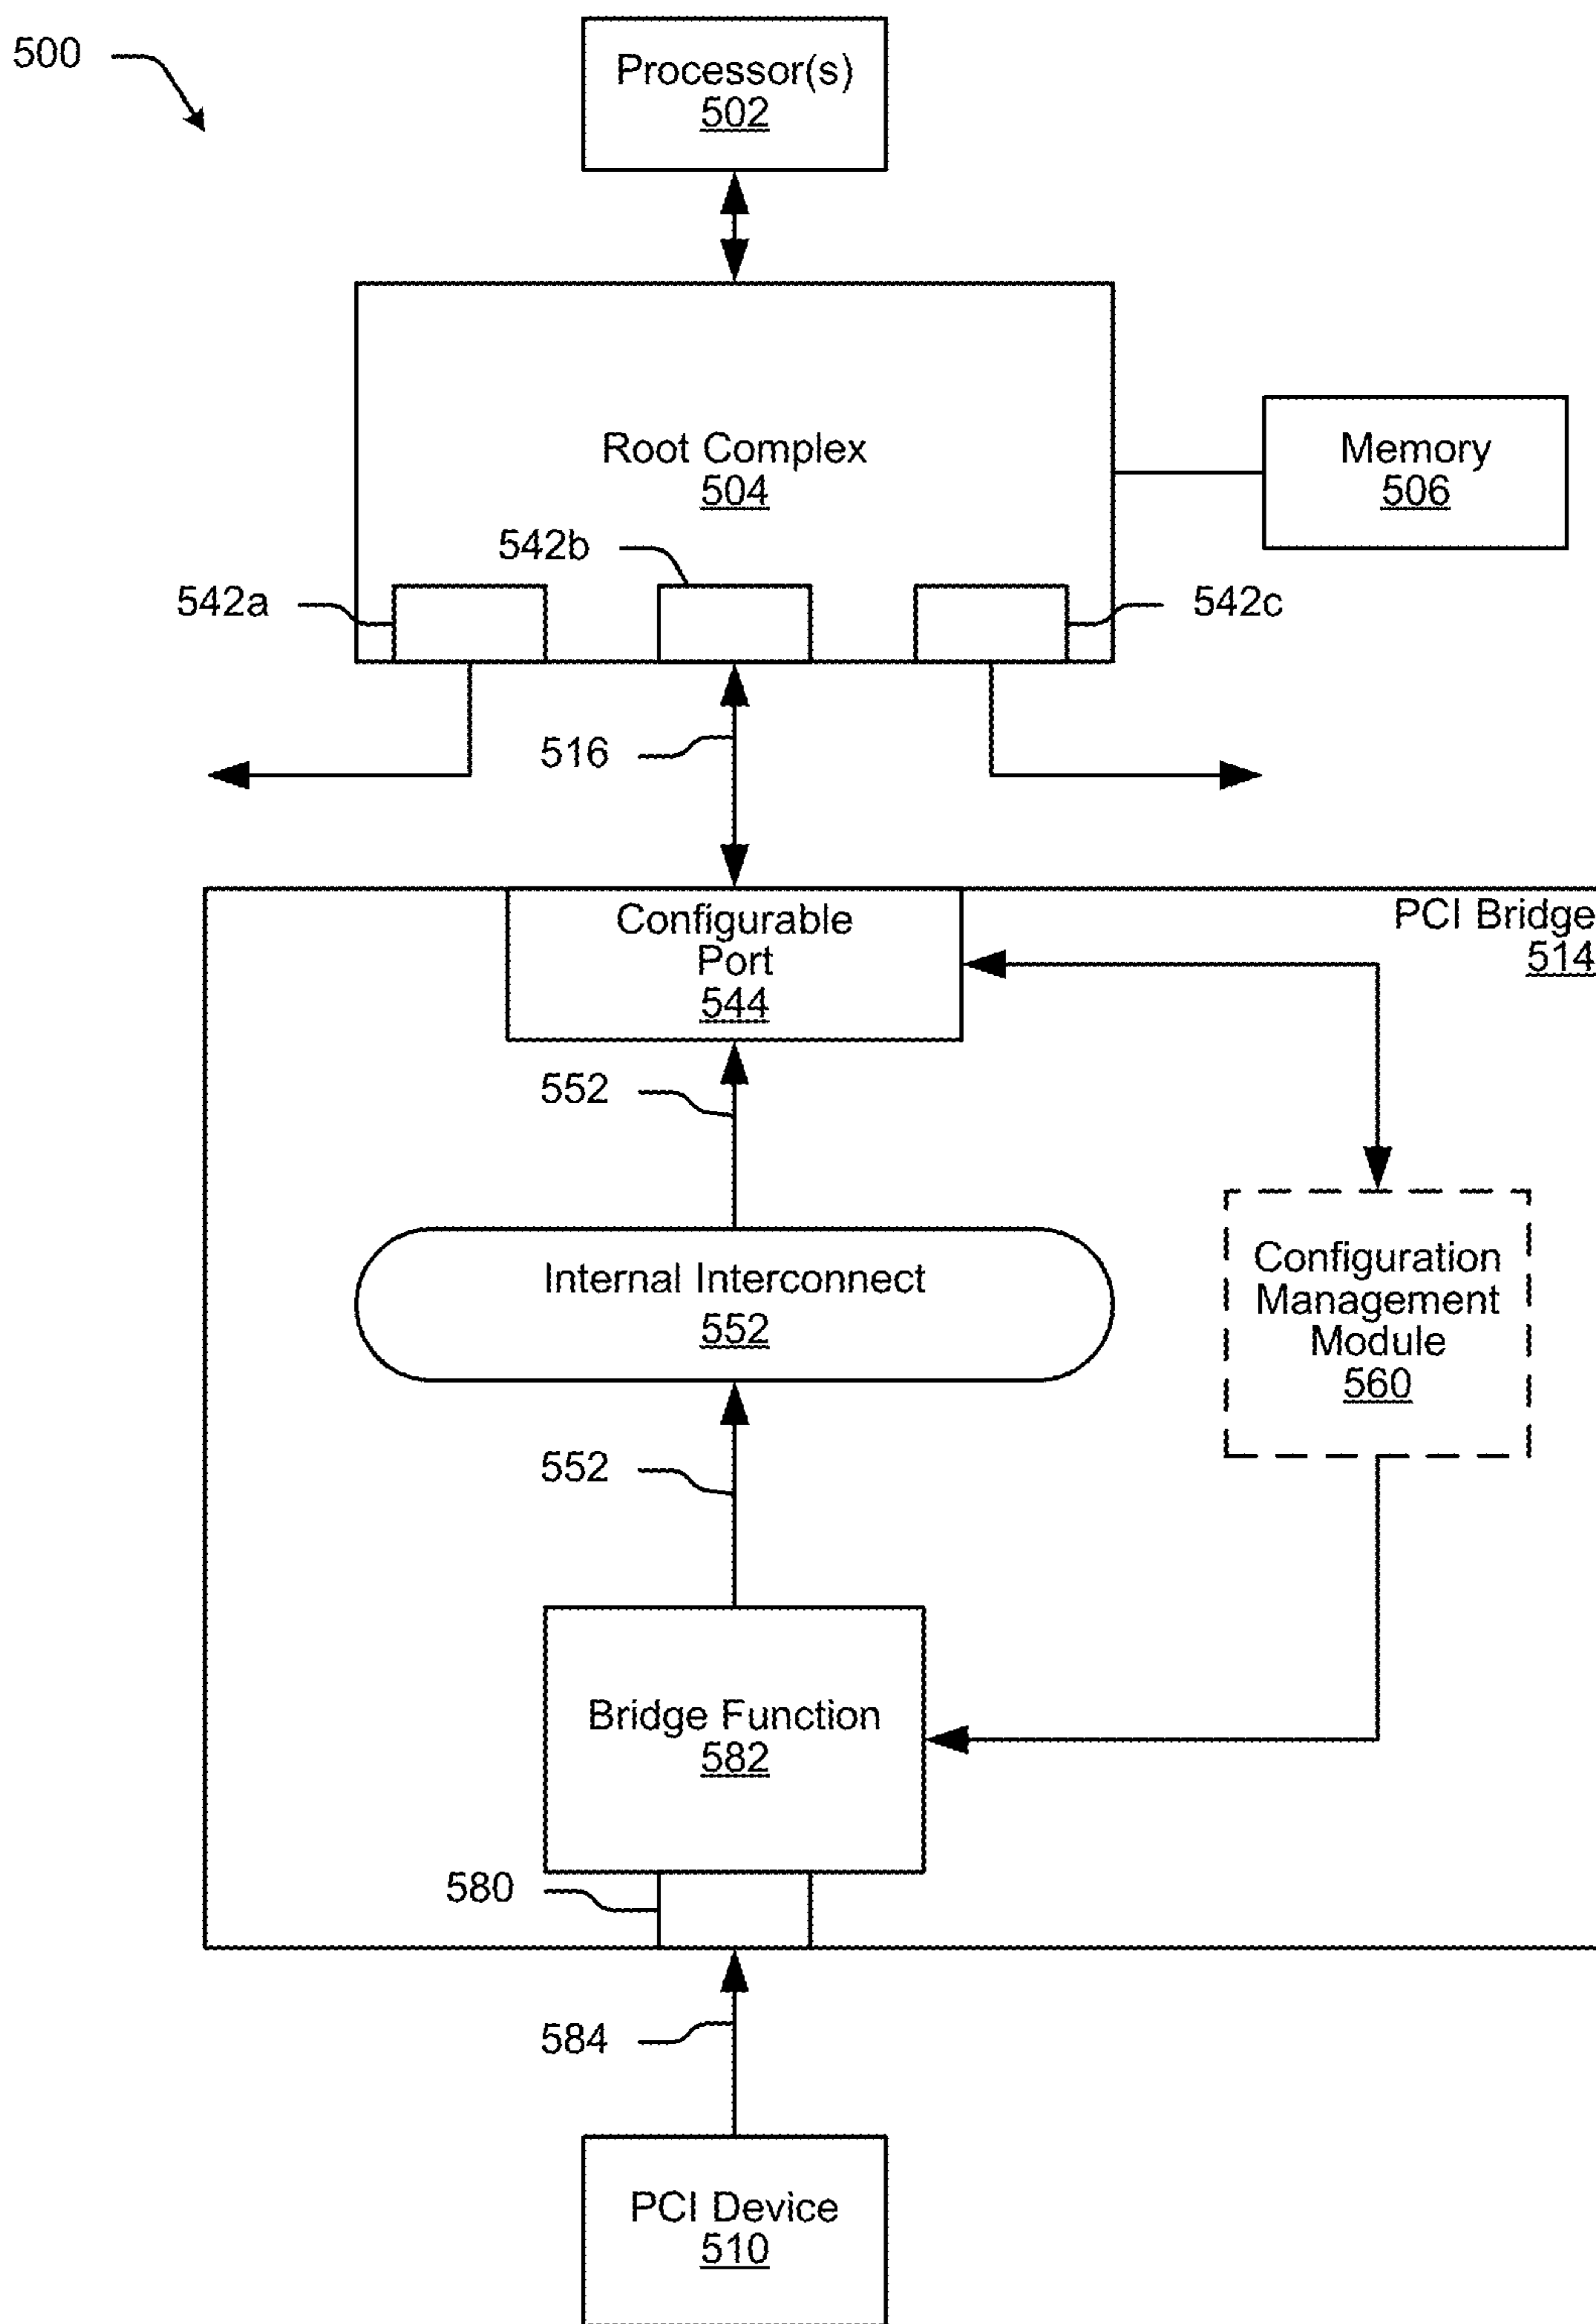 500
Processor(s)
502
Root Complex
504
Memory
506
542b
542a
542c
516
PCI Bridge
514
Configurable
Port
544
552
Internal Interconnect
552
Configuration
Management
Module
560
552
Bridge Function
582
580
584
PCI Device
510